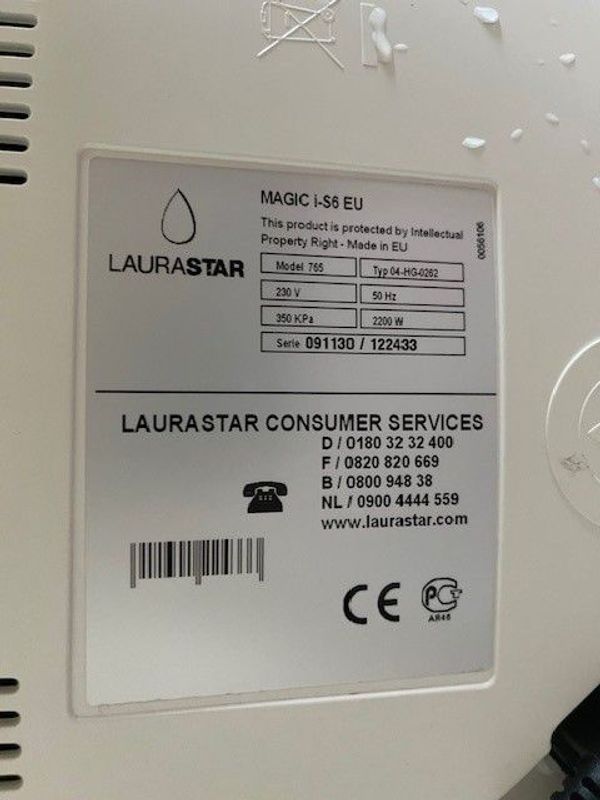 MAGIC i-S6 EU
This product is protected by Intellectual
Property Right - Made in EU
0056106
LAURASTAR
Model 765 Typ 04-HG-0262
230 V 50 Hz
350 KPa 2200 W
Serie 091130 / 122433
LAURASTAR CONSUMER SERVICES
D / 0180 32 32 400
F / 0820 820 669
B / 0800 948 38
NL / 0900 4444 559
www.laurastar.com
CE PCT